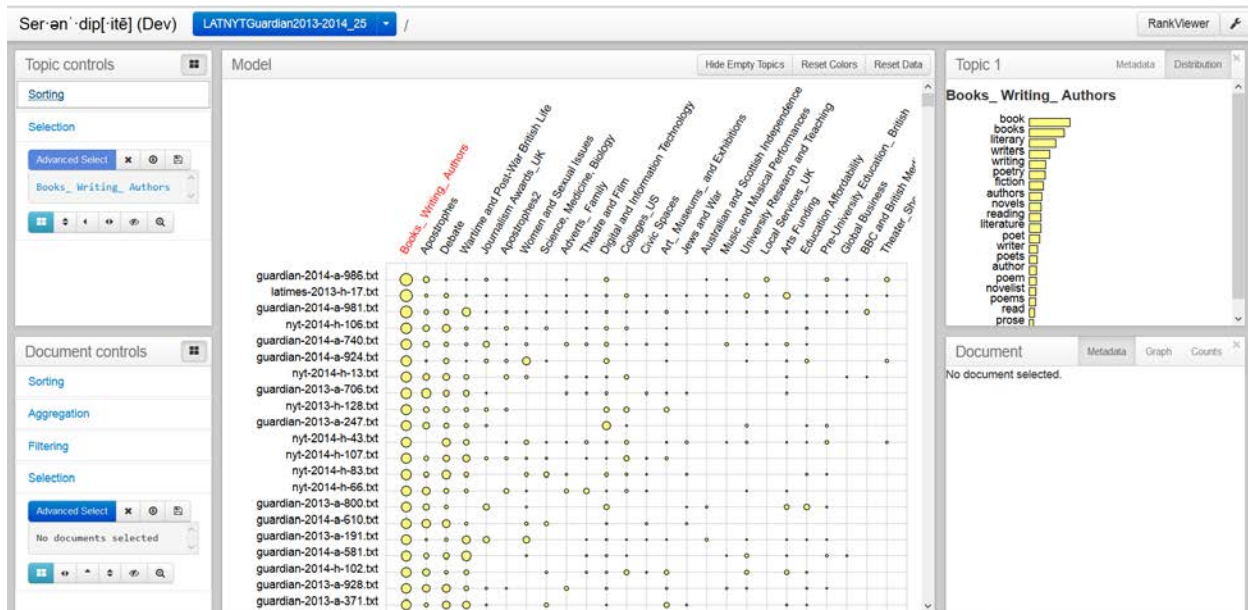 Ser·ən˙·dip[·itē] (Dev)
LATNYTGuardian2013-2014_25
/
RankViewer
Topic controls
Sorting
Selection
Advanced Select
Books_ Writing_ Authors
Document controls
Sorting
Aggregation
Filtering
Selection
Advanced Select
No documents selected
Model
Hide Empty Topics
Reset Colors
Reset Data
Books_ Writing_ Authors
Apostrophes
Debate
Wartime and Post-War British Life
Journalism Awards_UK
Apostrophes2
Women and Sexual Issues
Science, Medicine, Biology
Adverts_ Family
Theatre and Film
Digital and Information Technology
Colleges_US
Civic Spaces
Art_ Museums_ and Exhibitions
Jews and War
Australian and Scottish Independence
Music and Musical Performances
University Research and Teaching
Local Services_UK
Arts Funding
Education Affordability
Pre-University Education_ British
Global Business
BBC and British Med
Theater_Sh
guardian-2014-a-986.txt
latimes-2013-h-17.txt
guardian-2014-a-981.txt
nyt-2014-h-106.txt
guardian-2014-a-740.txt
guardian-2014-a-924.txt
nyt-2014-h-13.txt
guardian-2013-a-706.txt
nyt-2013-h-128.txt
guardian-2013-a-247.txt
nyt-2014-h-43.txt
nyt-2014-h-107.txt
nyt-2014-h-83.txt
nyt-2014-h-66.txt
guardian-2013-a-800.txt
guardian-2014-a-610.txt
guardian-2013-a-191.txt
guardian-2014-a-581.txt
guardian-2014-h-102.txt
guardian-2013-a-928.txt
guardian-2013-a-371.txt
Topic 1
Metadata
Distribution
Books_ Writing_ Authors
book
books
literary
writers
writing
poetry
fiction
authors
novels
reading
literature
poet
writer
poets
author
poem
novelist
poems
read
prose
Document
Metadata
Graph
Counts
No document selected.